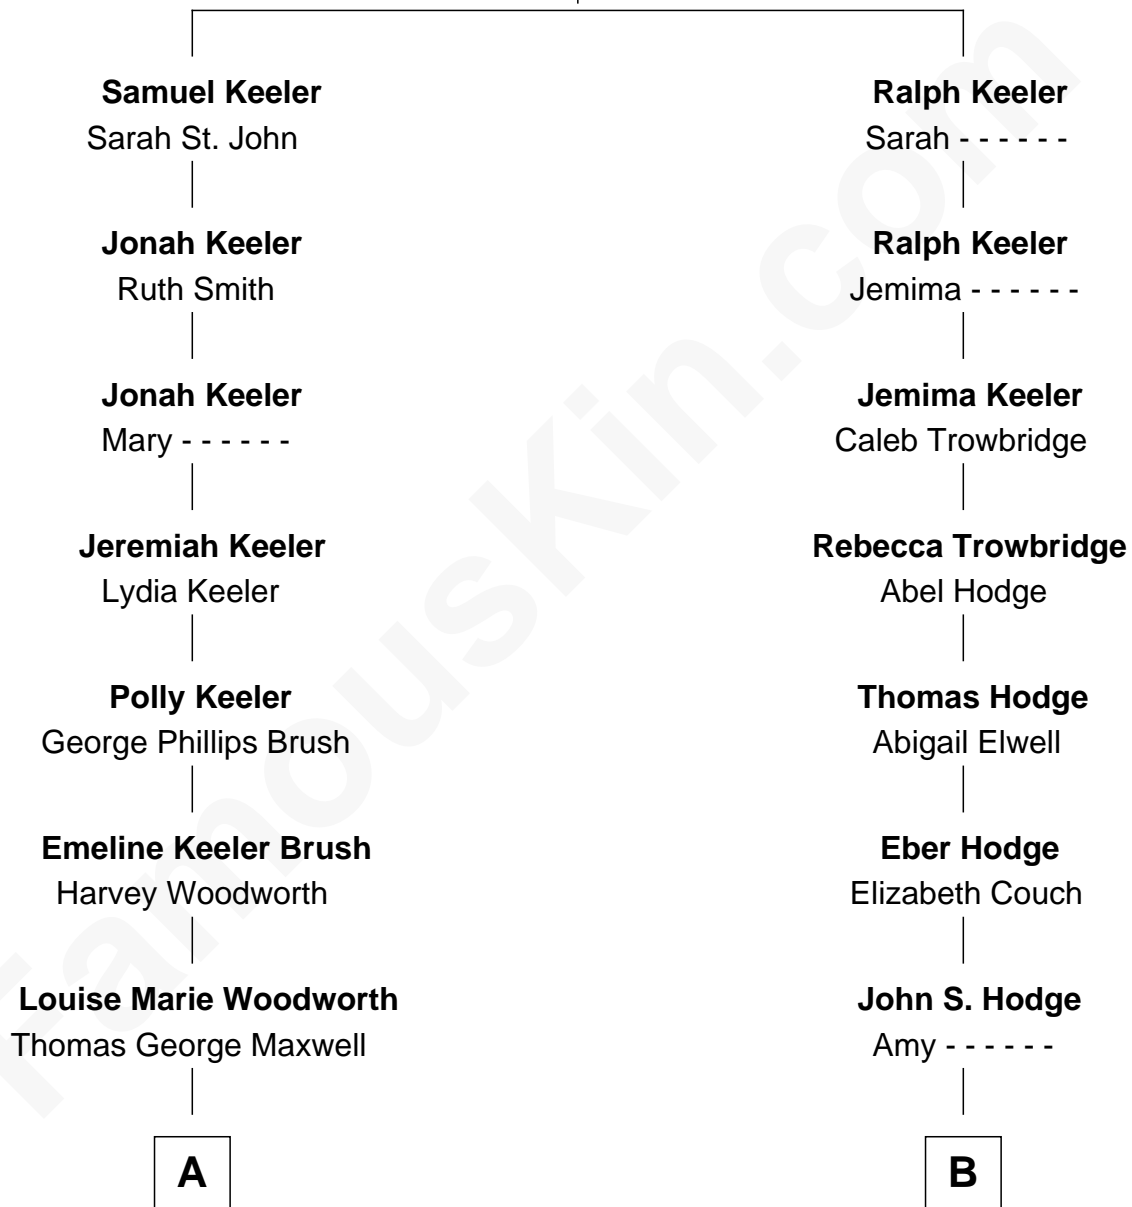 Samuel Keeler
Sarah St. John
Jonah Keeler
Ruth Smith
Jonah Keeler
Mary - - - - - -
Jeremiah Keeler
Lydia Keeler
Polly Keeler
George Phillips Brush
Emeline Keeler Brush
Harvey Woodworth
Louise Marie Woodworth
Thomas George Maxwell
A
Ralph Keeler
Sarah - - - - - -
Ralph Keeler
Jemima - - - - - -
Jemima Keeler
Caleb Trowbridge
Rebecca Trowbridge
Abel Hodge
Thomas Hodge
Abigail Elwell
Eber Hodge
Elizabeth Couch
John S. Hodge
Amy - - - - - -
B
FamousKin.com